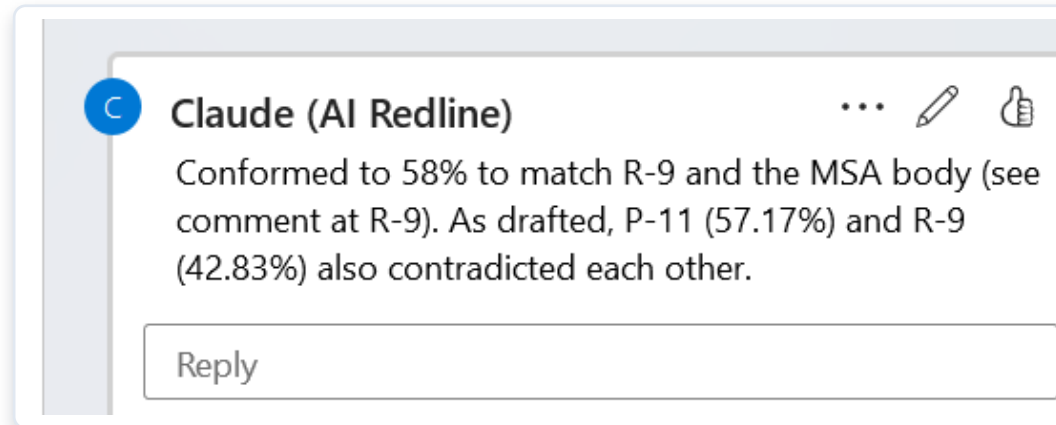 C
Claude (AI Redline)
Conformed to 58% to match R-9 and the MSA body (see
comment at R-9). As drafted, P-11 (57.17%) and R-9
(42.83%) also contradicted each other.
Reply